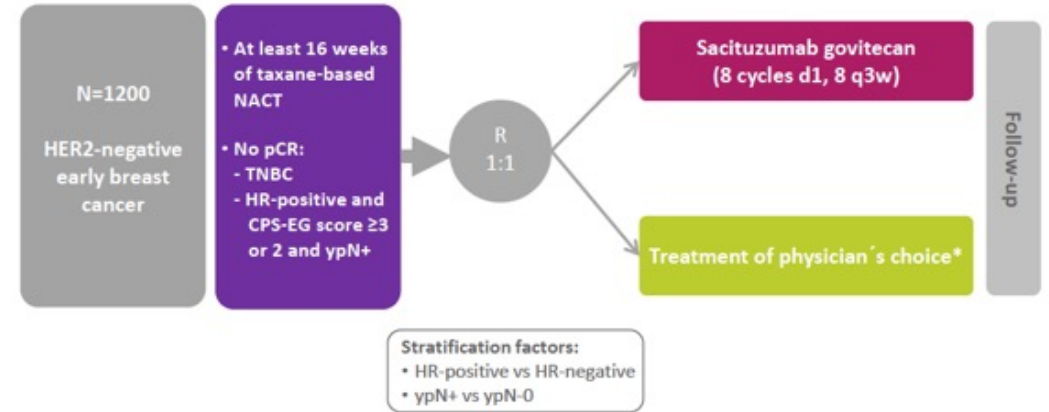 N=1200
HER2-negative
early breast
cancer
• At least 16 weeks
of taxane-based
NACT
• No pCR:
- TNBC
- HR-positive and
CPS-EG score ≥3
or 2 and ypN+
R
1:1
Sacituzumab govitecan
(8 cycles d1, 8 q3w)
Treatment of physician´s choice*
Follow-up
Stratification factors:
• HR-positive vs HR-negative
• ypN+ vs ypN-0